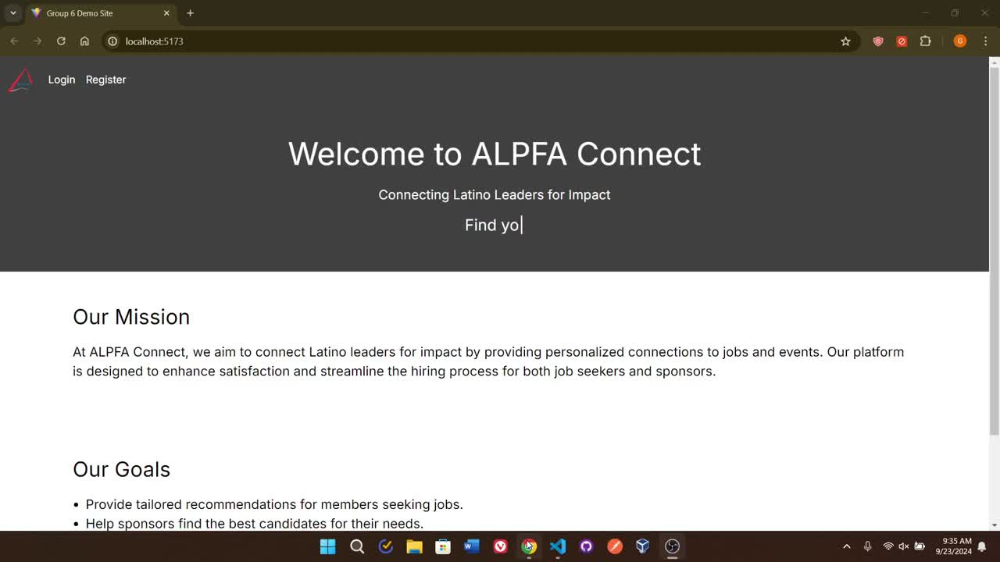 Group 6 Demo Site
localhost:5173
G
Login Register
Welcome to ALPFA Connect
Connecting Latino Leaders for Impact
Find yo
Our Mission
At ALPFA Connect, we aim to connect Latino leaders for impact by providing personalized connections to jobs and events. Our platform
is designed to enhance satisfaction and streamline the hiring process for both job seekers and sponsors.
Our Goals
• Provide tailored recommendations for members seeking jobs.
• Help sponsors find the best candidates for their needs.
9:35 AM
9/23/2024